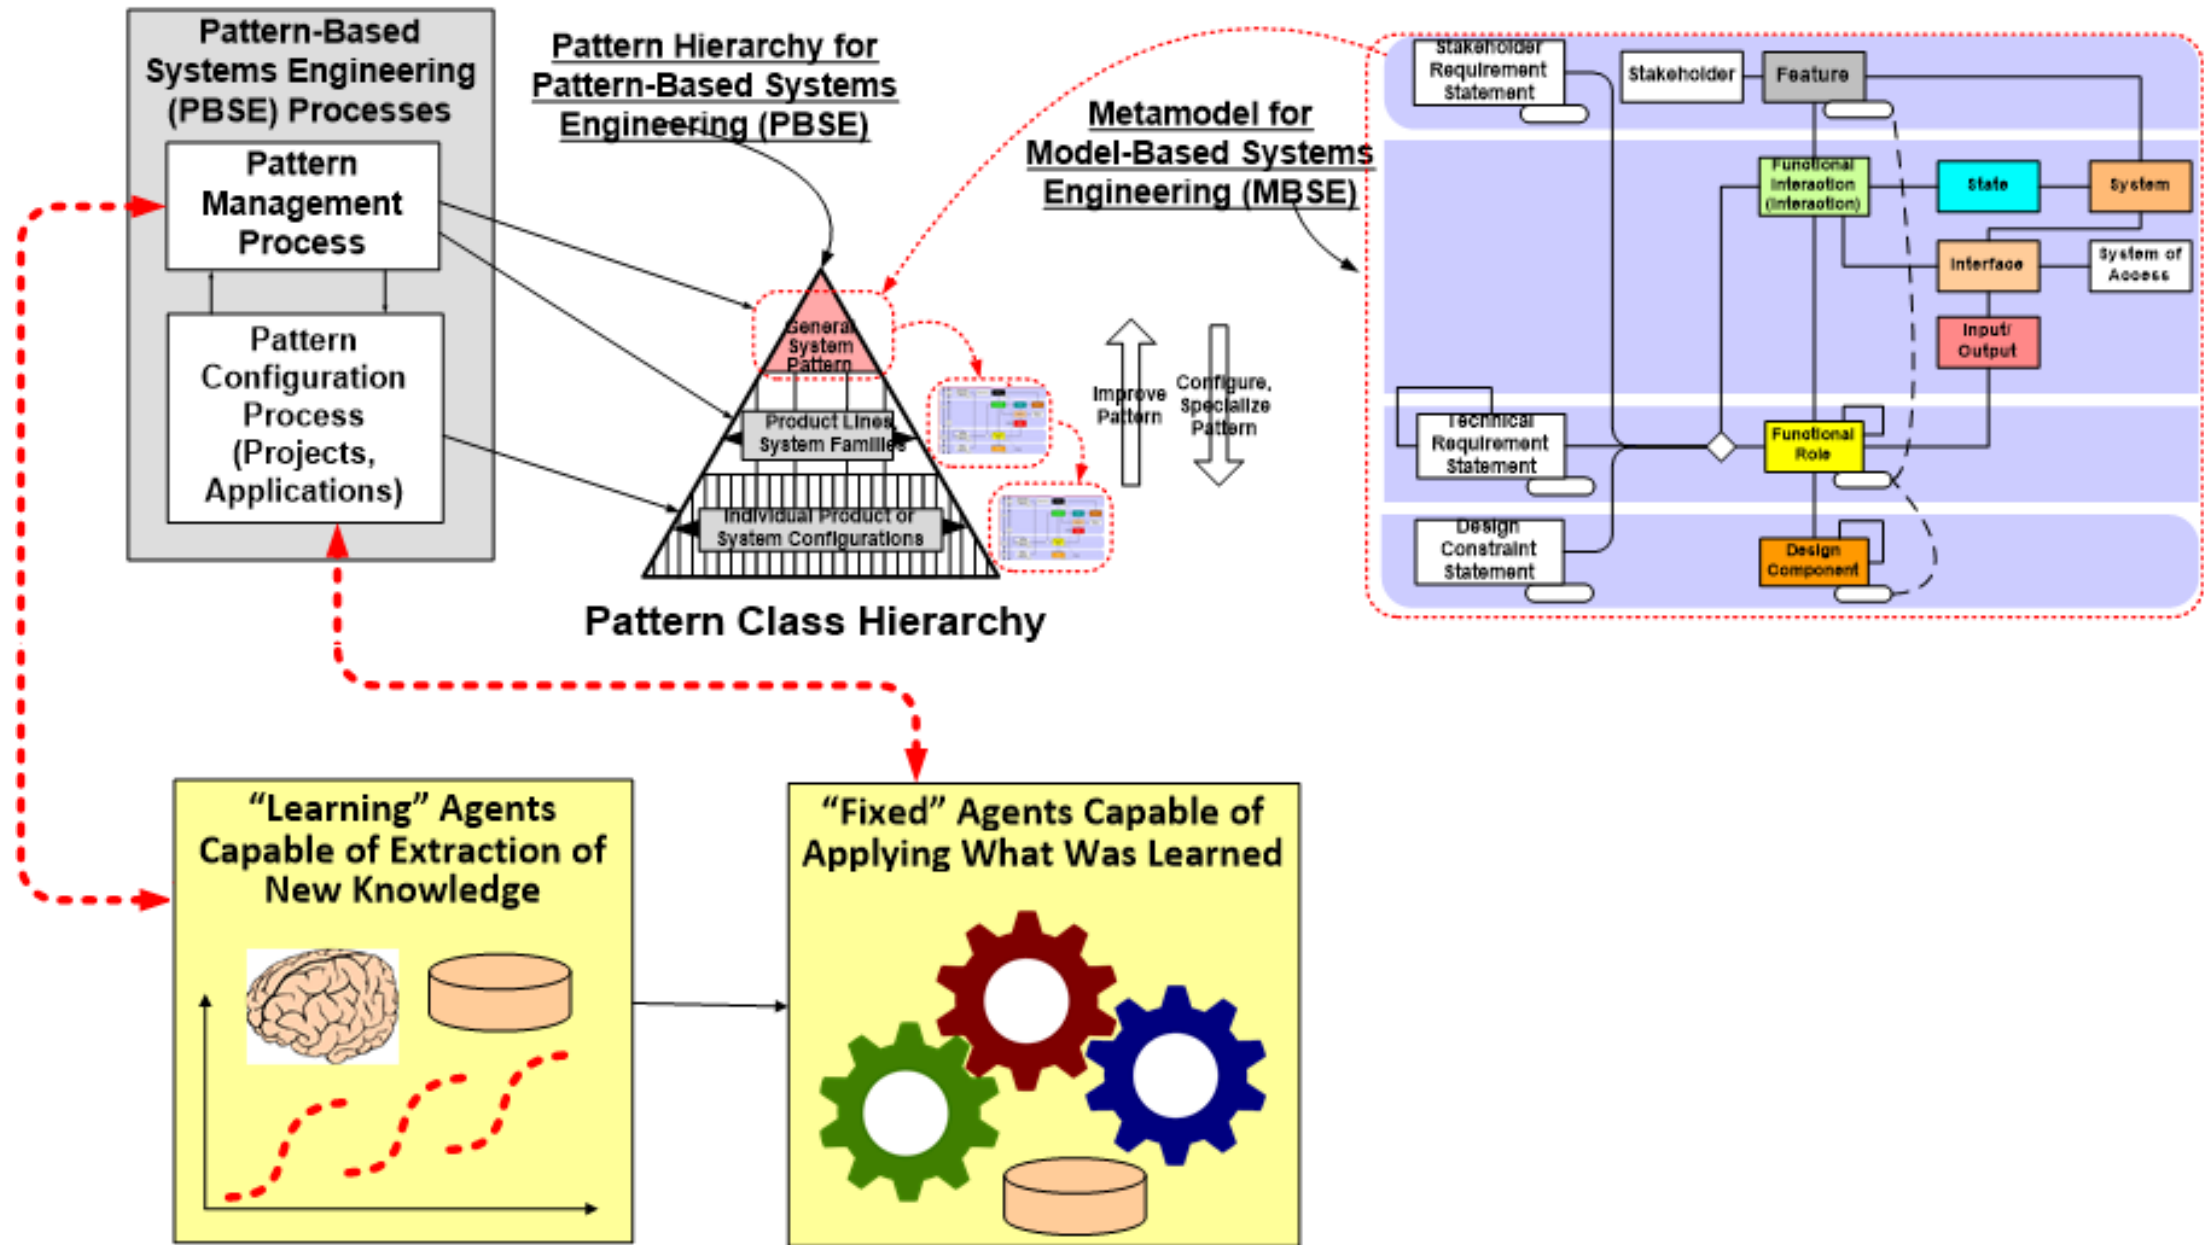 Pattern-Based
Systems Engineering
(PBSE) Processes
Pattern
Management
Process
Pattern
Configuration
Process
(Projects,
Applications)
Pattern Hierarchy for
Pattern-Based Systems
Engineering (PBSE)
General
System
Pattern
Product Lines
System Families
Individual Product or
System Configurations
Pattern Class Hierarchy
Improve
Pattern
Configure,
Specialize
Pattern
Metamodel for
Model-Based Systems
Engineering (MBSE)
Stakeholder
Requirement
Statement
Stakeholder
Feature
Functional
Interaction
(Interaction)
State
System
Interface
System of
Access
Input/
Output
Technical
Requirement
Statement
Functional
Role
Design
Constraint
Statement
Design
Component
“Learning” Agents
Capable of Extraction of
New Knowledge
“Fixed” Agents Capable of
Applying What Was Learned